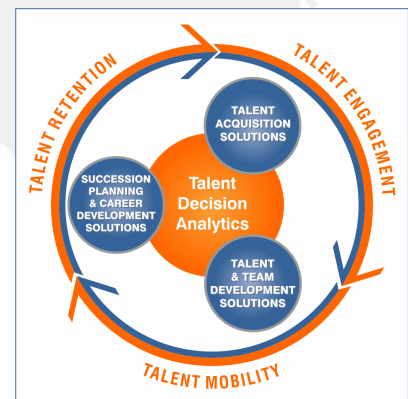 TALENT RETENTION
TALENT ENGAGEMENT
TALENT
ACQUISITION
SOLUTIONS
SUCCESSION
PLANNING
& CAREER
DEVELOPMENT
SOLUTIONS
Talent
Decision
Analytics
TALENT
& TEAM
DEVELOPMENT
SOLUTIONS
TALENT MOBILITY